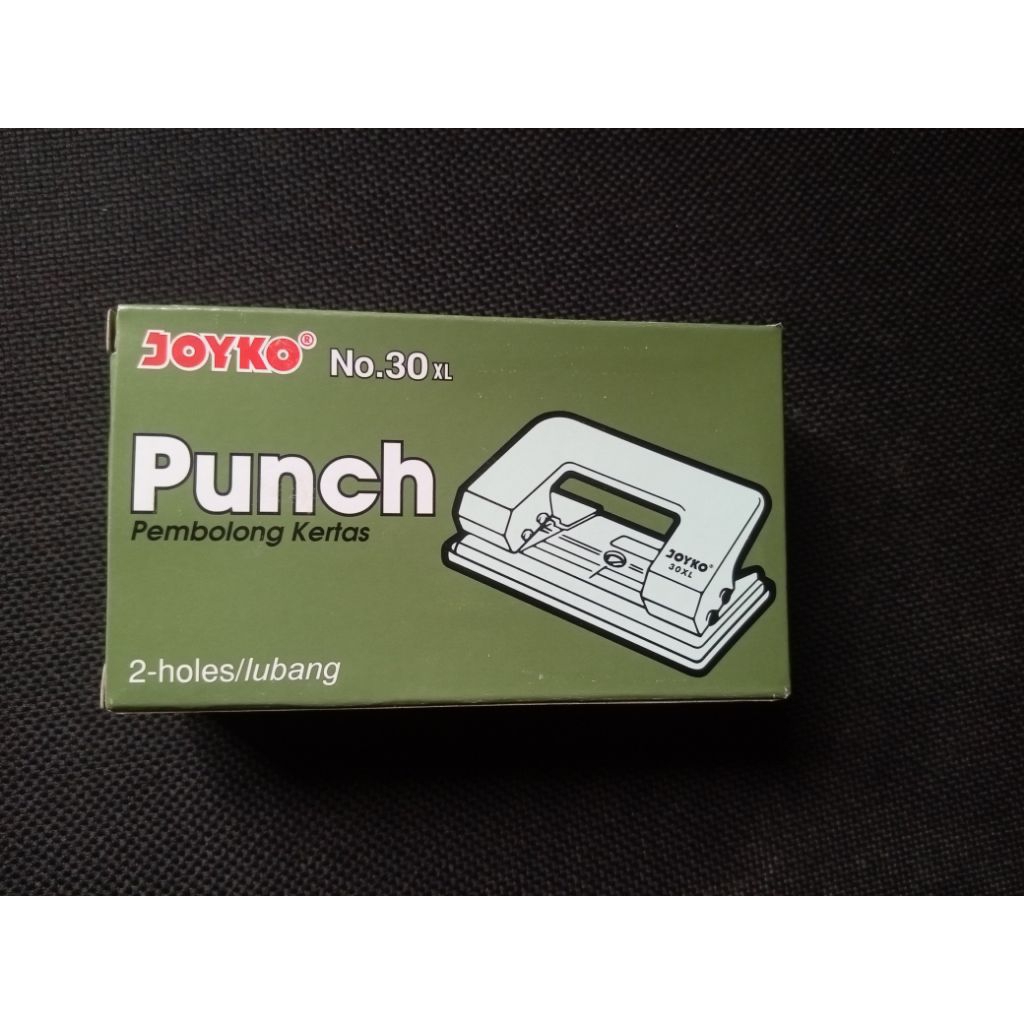 JOYKO® No.30 XL
Punch
Pembolong Kertas
JOYKO®
30XL
2-holes/lubang